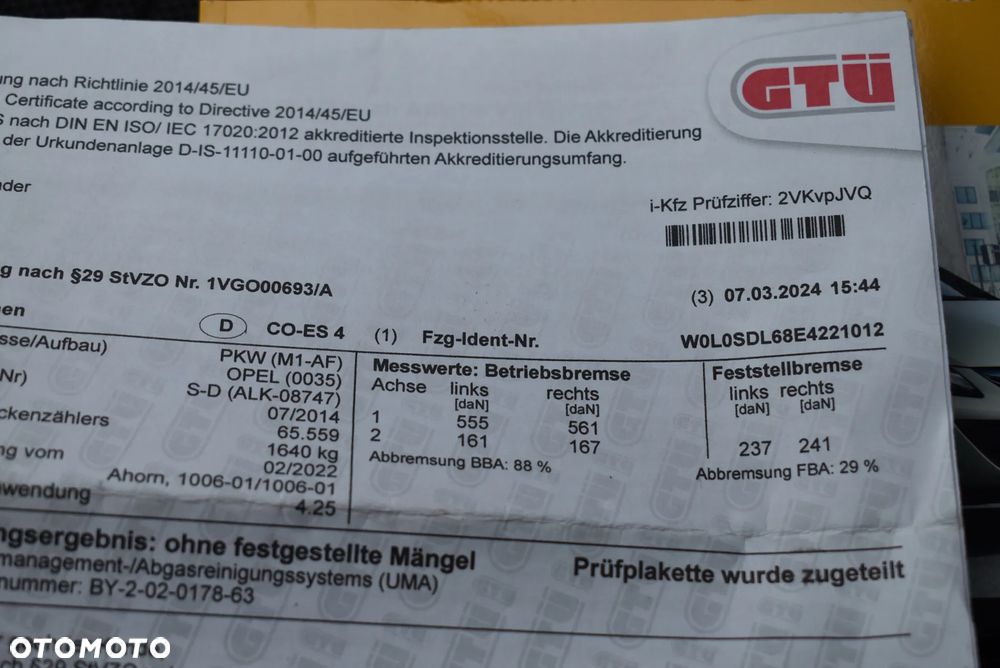 GTÜ
ung nach Richtlinie 2014/45/EU
Certificate according to Directive 2014/45/EU
S nach DIN EN ISO/ IEC 17020:2012 akkreditierte Inspektionsstelle. Die Akkreditierung
der Urkundenanlage D-IS-11110-01-00 aufgeführten Akkreditierungsumfang.
nder
i-Kfz Prüfziffer: 2VKvpJVQ
ng nach §29 StVZO Nr. 1VGO00693/A
(3) 07.03.2024 15:44
nen
D CO-ES 4 (1) Fzg-Ident-Nr. W0L0SDL68E4221012
sse/Aufbau) PKW (M1-AF)
OPEL (0035)
Nr) S-D (ALK-08747)
07/2014
ckenzählers 65.559
1640 kg
ng vom 02/2022
Ahorn, 1006-01/1006-01
wendung 4.25
Messwerte: Betriebsbremse
Achse links rechts
[daN] [daN]
1 555 561
2 161 167
Abbremsung BBA: 88 %
Feststellbremse
links rechts
[daN] [daN]
237 241
Abbremsung FBA: 29 %
ngsergebnis: ohne festgestellte Mängel
Prüfplakette wurde zugeteilt
management-/Abgasreinigungssystems (UMA)
nummer: BY-2-02-0178-63
§29 StVZO
OTOMOTO